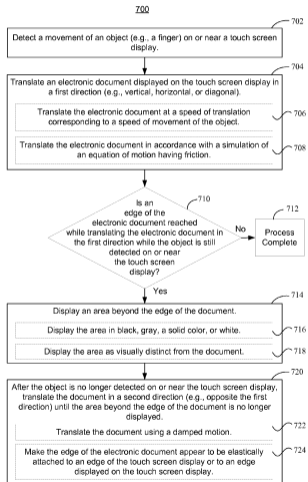 700
702
Detect a movement of an object (e.g., a finger) on or near a touch screen
display.
704
Translate an electronic document displayed on the touch screen display in
a first direction (e.g., vertical, horizontal, or diagonal).
Translate the electronic document at a speed of translation
corresponding to a speed of movement of the object.
706
Translate the electronic document in accordance with a simulation of
an equation of motion having friction.
708
710
Is an
edge of the
electronic document reached
while translating the electronic document in
the first direction while the object is still
detected on or near
the touch screen
display?
No
712
Process
Complete
Yes
714
Display an area beyond the edge of the document.
Display the area in black, gray, a solid color, or white.
716
Display the area as visually distinct from the document.
718
720
After the object is no longer detected on or near the touch screen display,
translate the document in a second direction (e.g., opposite the first
direction) until the area beyond the edge of the document is no longer
displayed.
Translate the document using a damped motion.
722
Make the edge of the electronic document appear to be elastically
attached to an edge of the touch screen display or to an edge
displayed on the touch screen display.
724